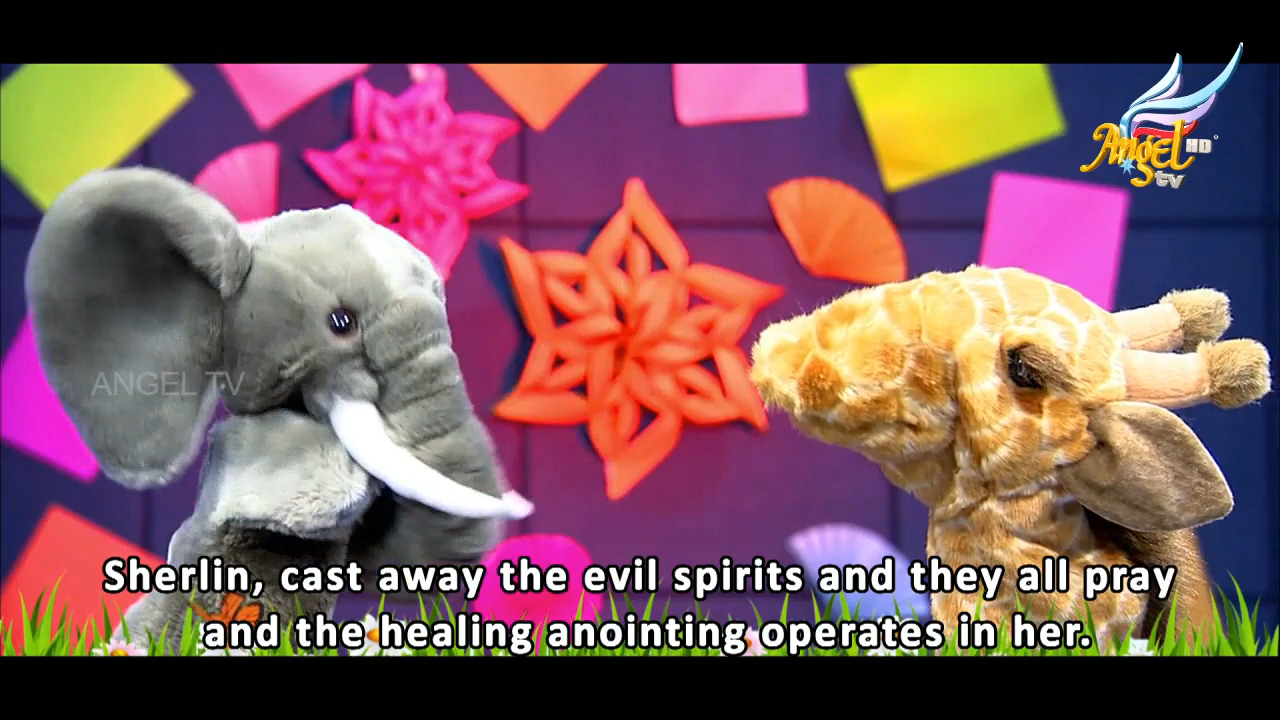 Angel HD
tv
ANGEL TV
Sherlin, cast away the evil spirits and they all pray
and the healing anointing operates in her.